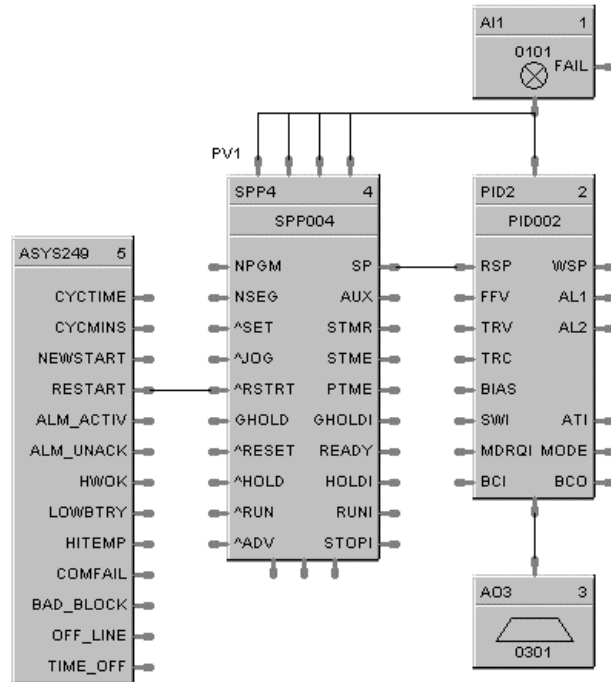 AI1 1
0101
FAIL
PV1
SPP4 4
SPP004
NPGM SP
NSEG AUX
^SET STMR
^JOG STME
^RSTRT PTME
GHOLD GHOLDI
^RESET READY
^HOLD HOLDI
^RUN RUNI
^ADV STOPI
PID2 2
PID002
RSP WSP
FFV AL1
TRV AL2
TRC
BIAS
SWI ATI
MDRQI MODE
BCI BCO
ASYS249 5
CYCTIME
CYCMINS
NEWSTART
RESTART
ALM_ACTIV
ALM_UNACK
HWOK
LOWBTRY
HITEMP
COMFAIL
BAD_BLOCK
OFF_LINE
TIME_OFF
AO3 3
0301